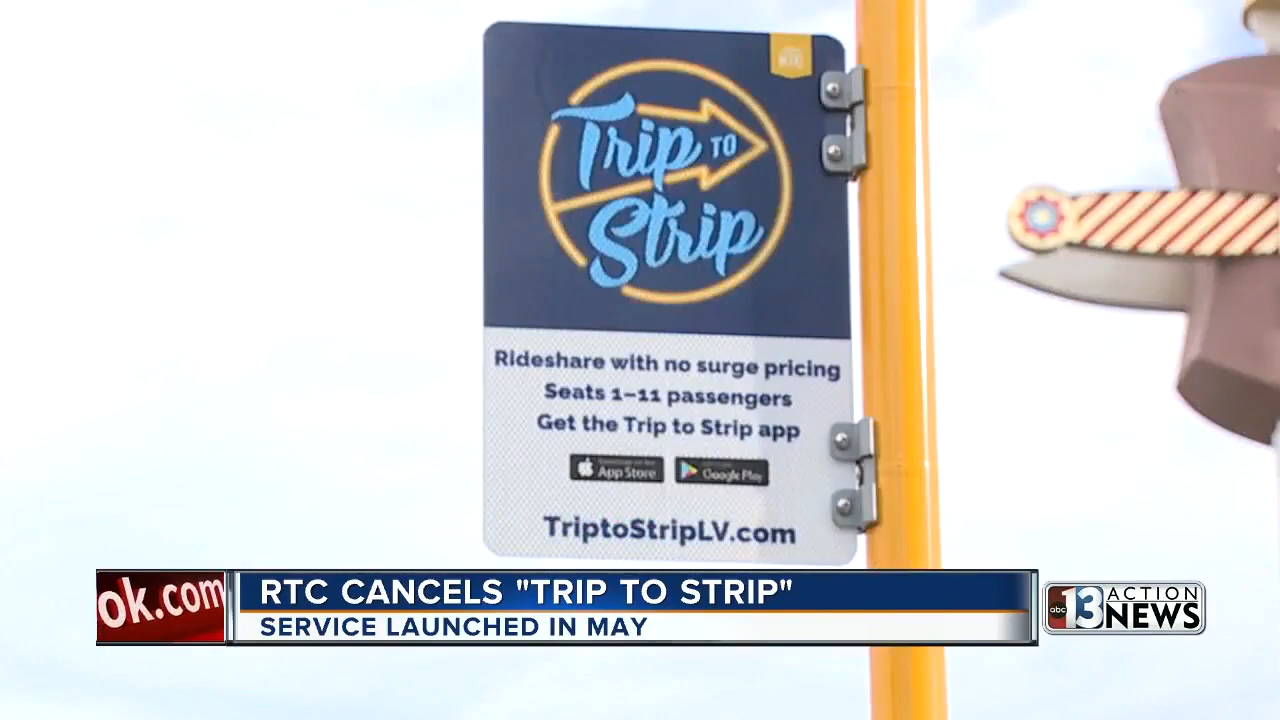 RTC
Trip TO
Strip
Rideshare with no surge pricing
Seats 1–11 passengers
Get the Trip to Strip app
App Store
Google Play
TriptoStripLV.com
ok.com
RTC CANCELS "TRIP TO STRIP"
SERVICE LAUNCHED IN MAY
abc 13 ACTION
NEWS